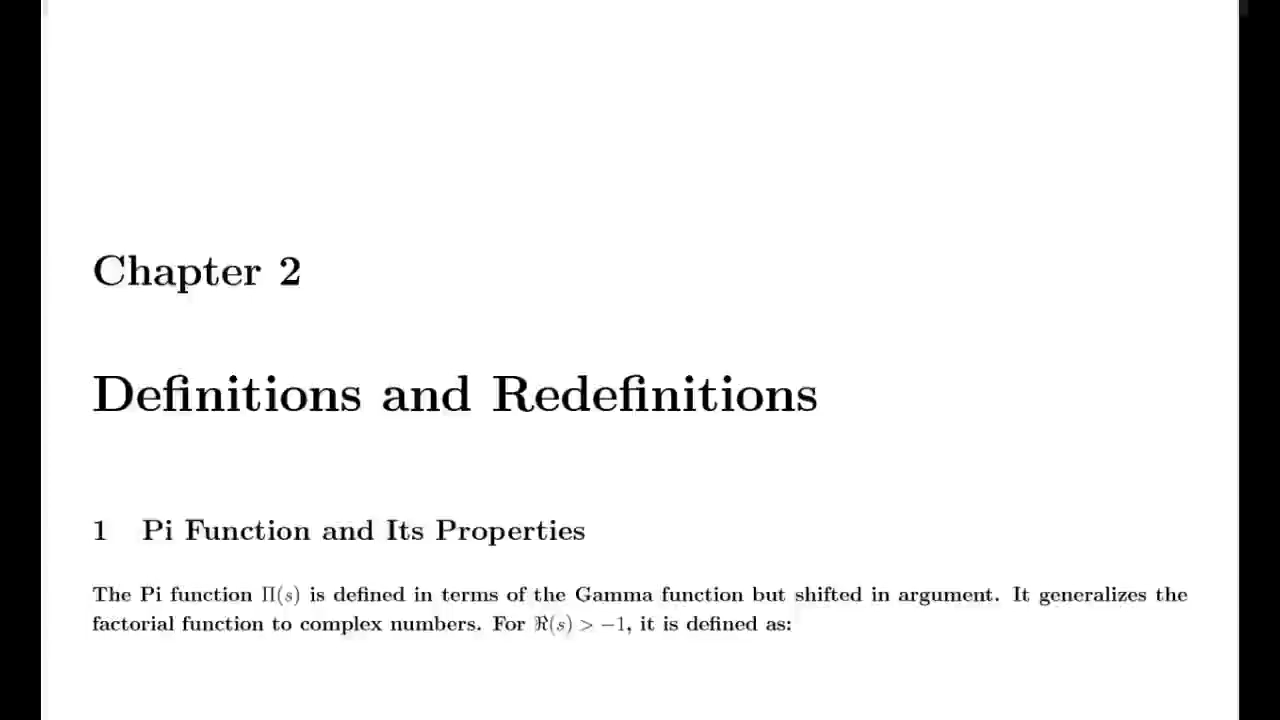 Chapter 2
Definitions and Redefinitions
1 Pi Function and Its Properties
The Pi function Π(s) is defined in terms of the Gamma function but shifted in argument. It generalizes the
factorial function to complex numbers. For ℜ(s) > −1, it is defined as: